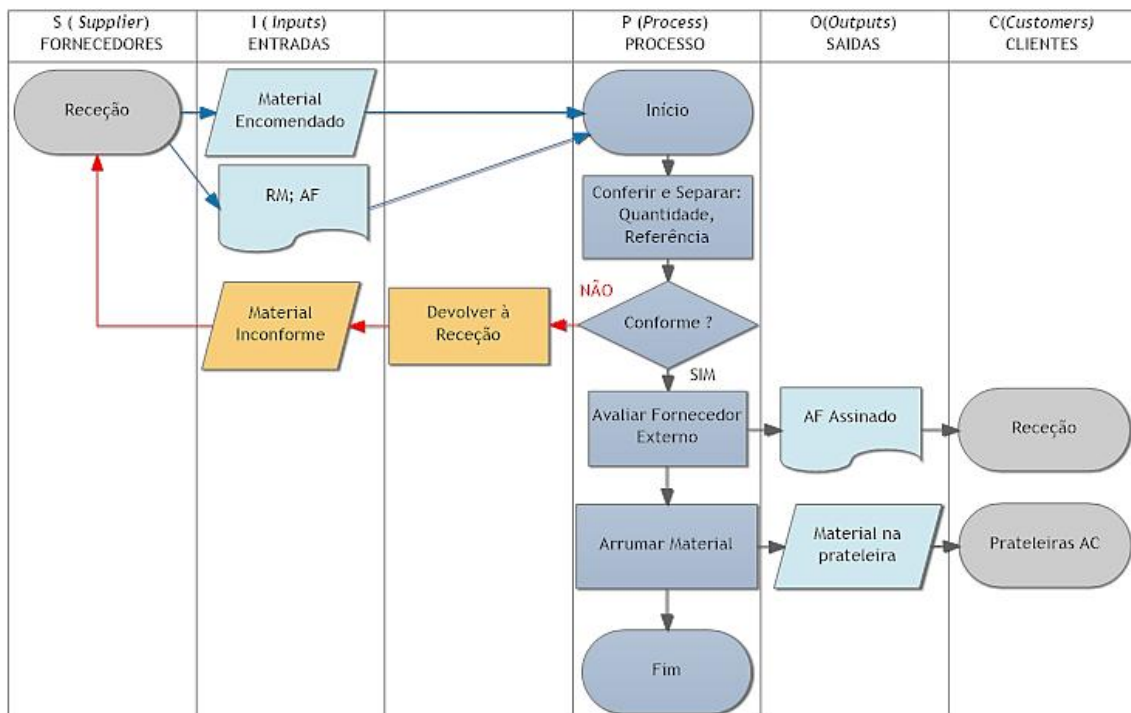 S ( Supplier)
FORNECEDORES
I ( Inputs)
ENTRADAS
P (Process)
PROCESSO
O(Outputs)
SAIDAS
C(Customers)
CLIENTES
Receção
Material
Encomendado
Início
RM; AF
Conferir e Separar:
Quantidade,
Referência
NÃO
Material
Inconforme
Devolver à
Receção
Conforme ?
SIM
Avaliar Fornecedor
Externo
AF Assinado
Receção
Arrumar Material
Material na
prateleira
Prateleiras AC
Fim